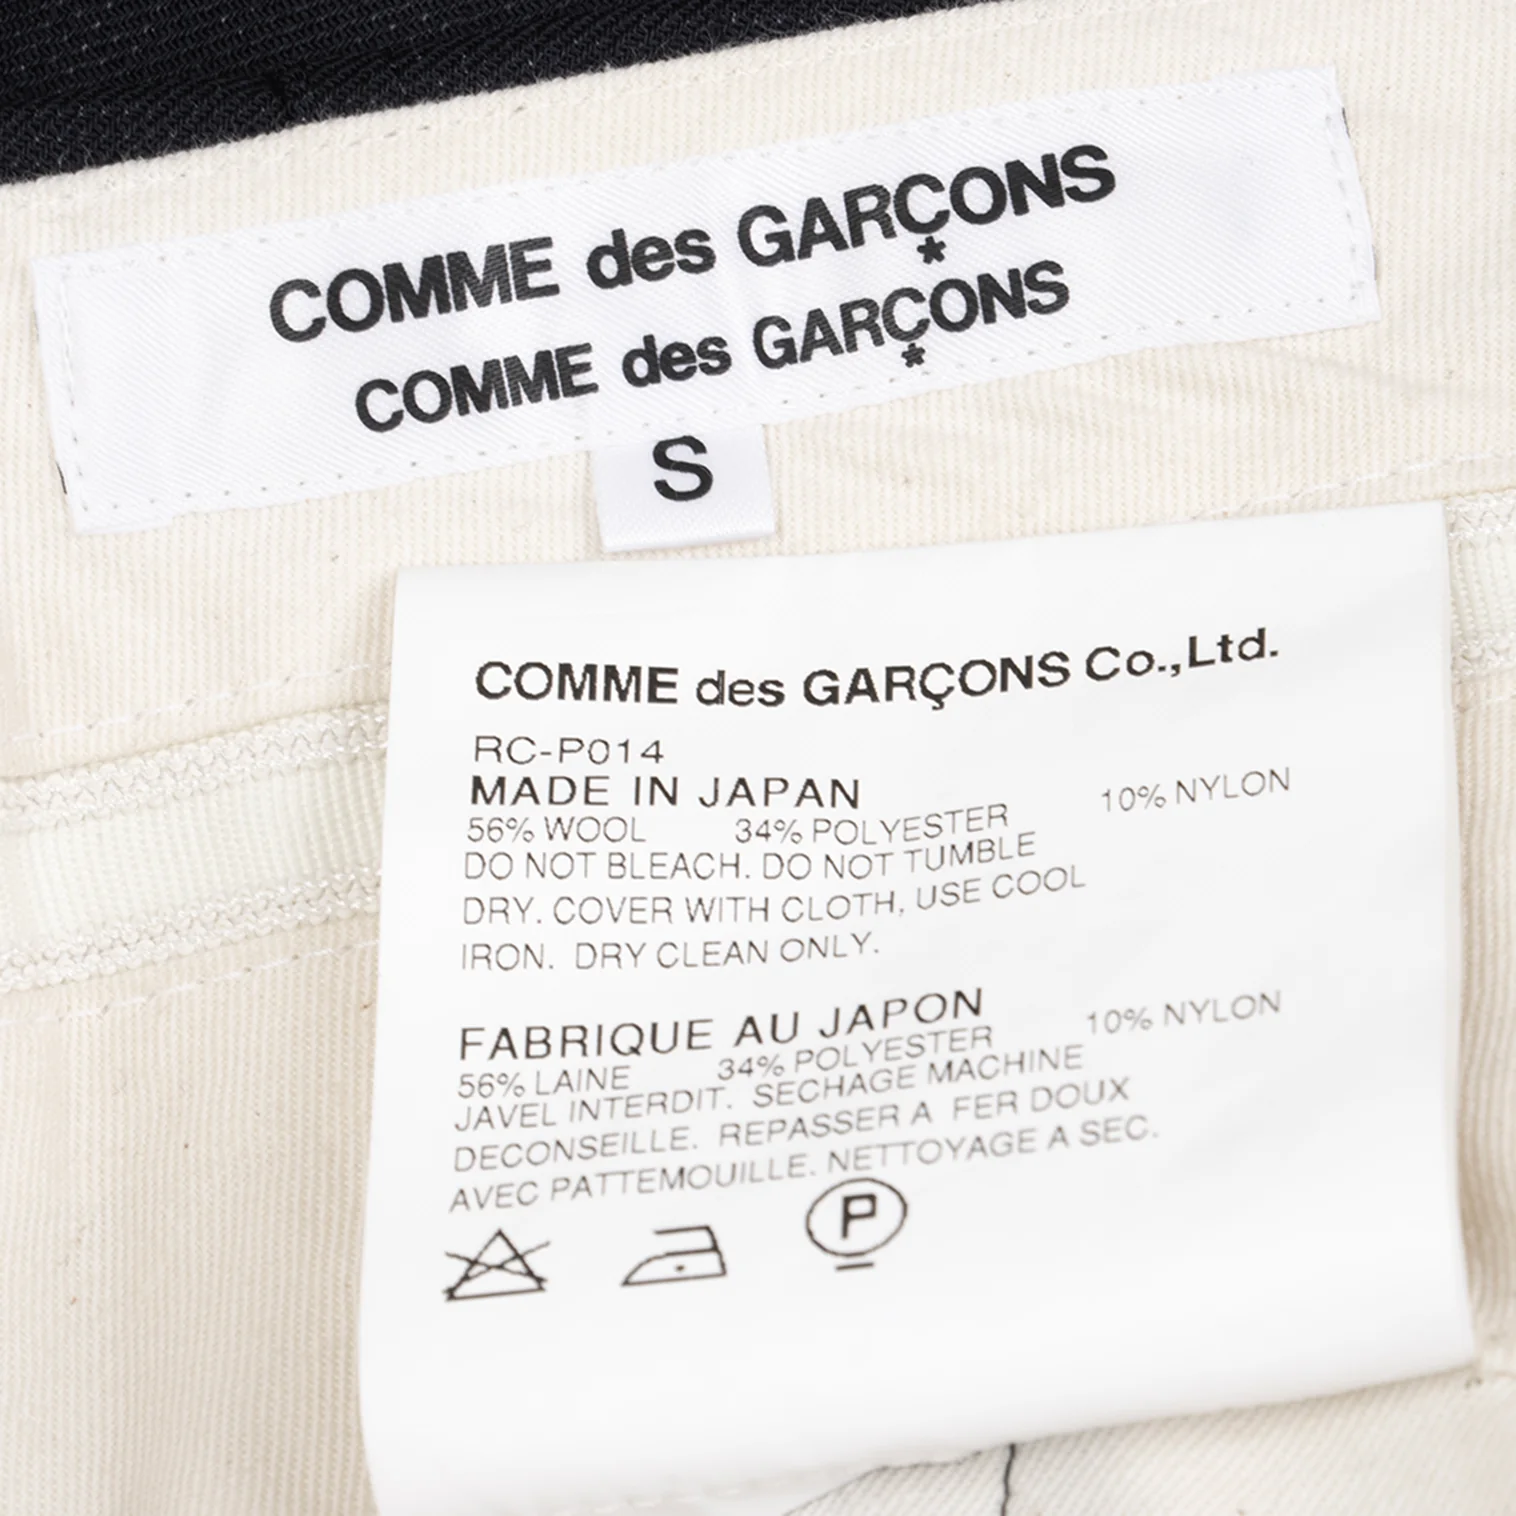 COMME des GARÇONS
*
COMME des GARÇONS
*
S
COMME des GARÇONS Co.,Ltd.
RC-P014
MADE IN JAPAN
56% WOOL 34% POLYESTER 10% NYLON
DO NOT BLEACH. DO NOT TUMBLE
DRY. COVER WITH CLOTH, USE COOL
IRON. DRY CLEAN ONLY.
FABRIQUE AU JAPON
56% LAINE 34% POLYESTER 10% NYLON
JAVEL INTERDIT. SECHAGE MACHINE
DECONSEILLE. REPASSER A FER DOUX
AVEC PATTEMOUILLE. NETTOYAGE A SEC.
P